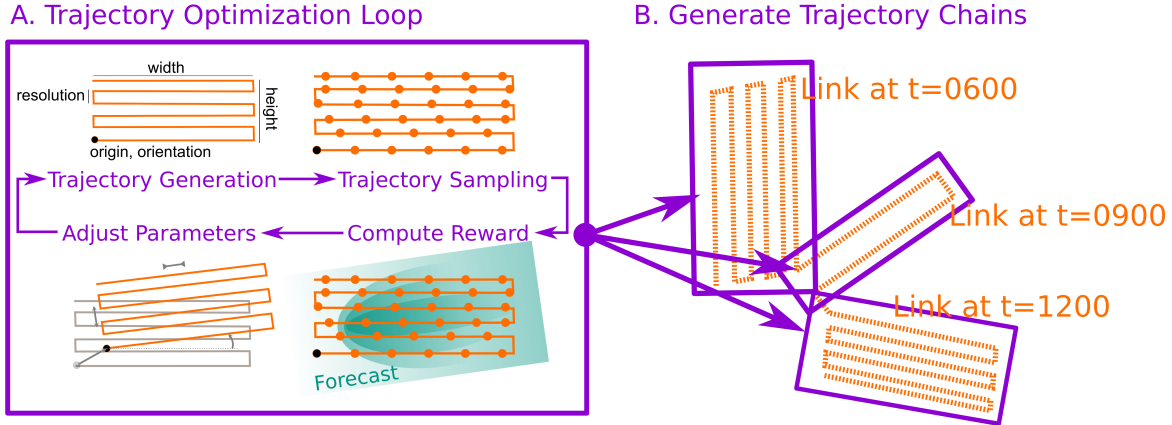 A. Trajectory Optimization Loop
B. Generate Trajectory Chains
width
resolution
height
origin, orientation
Trajectory Generation
Trajectory Sampling
Adjust Parameters
Compute Reward
Forecast
Link at t=0600
Link at t=0900
Link at t=1200